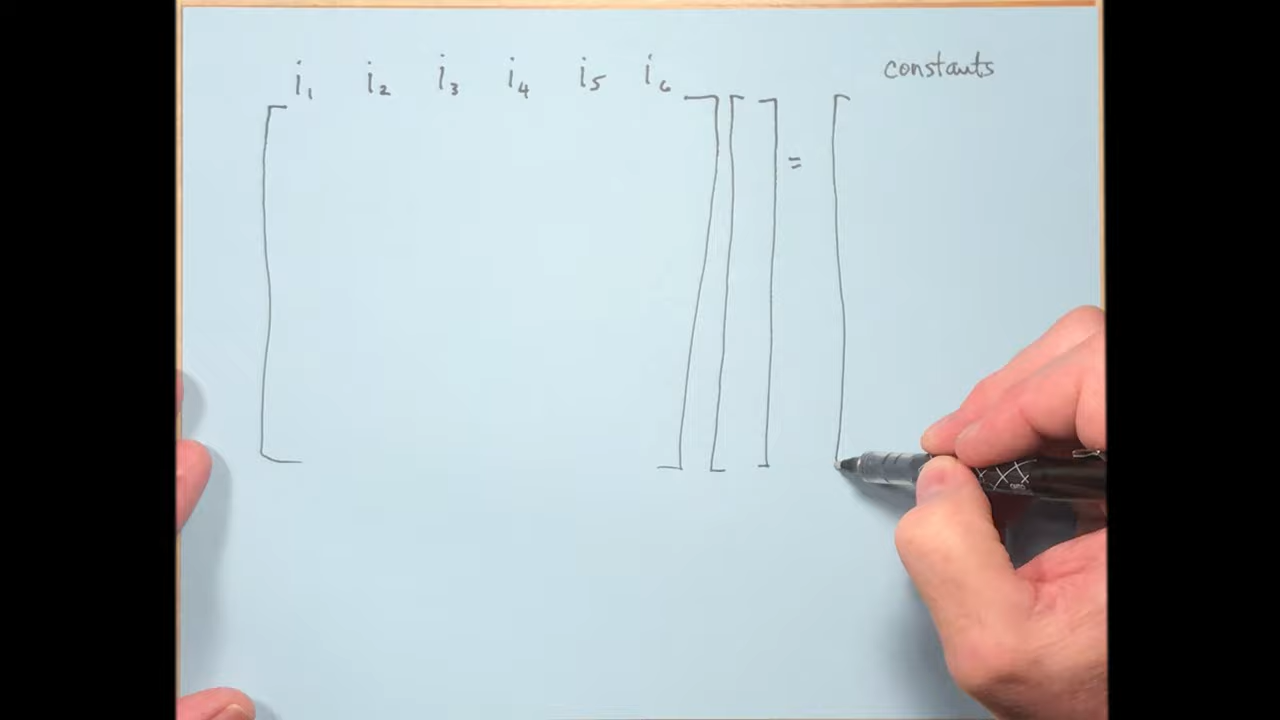 i₁ i₂ i₃ i₄ i₅ i₆ constants
=